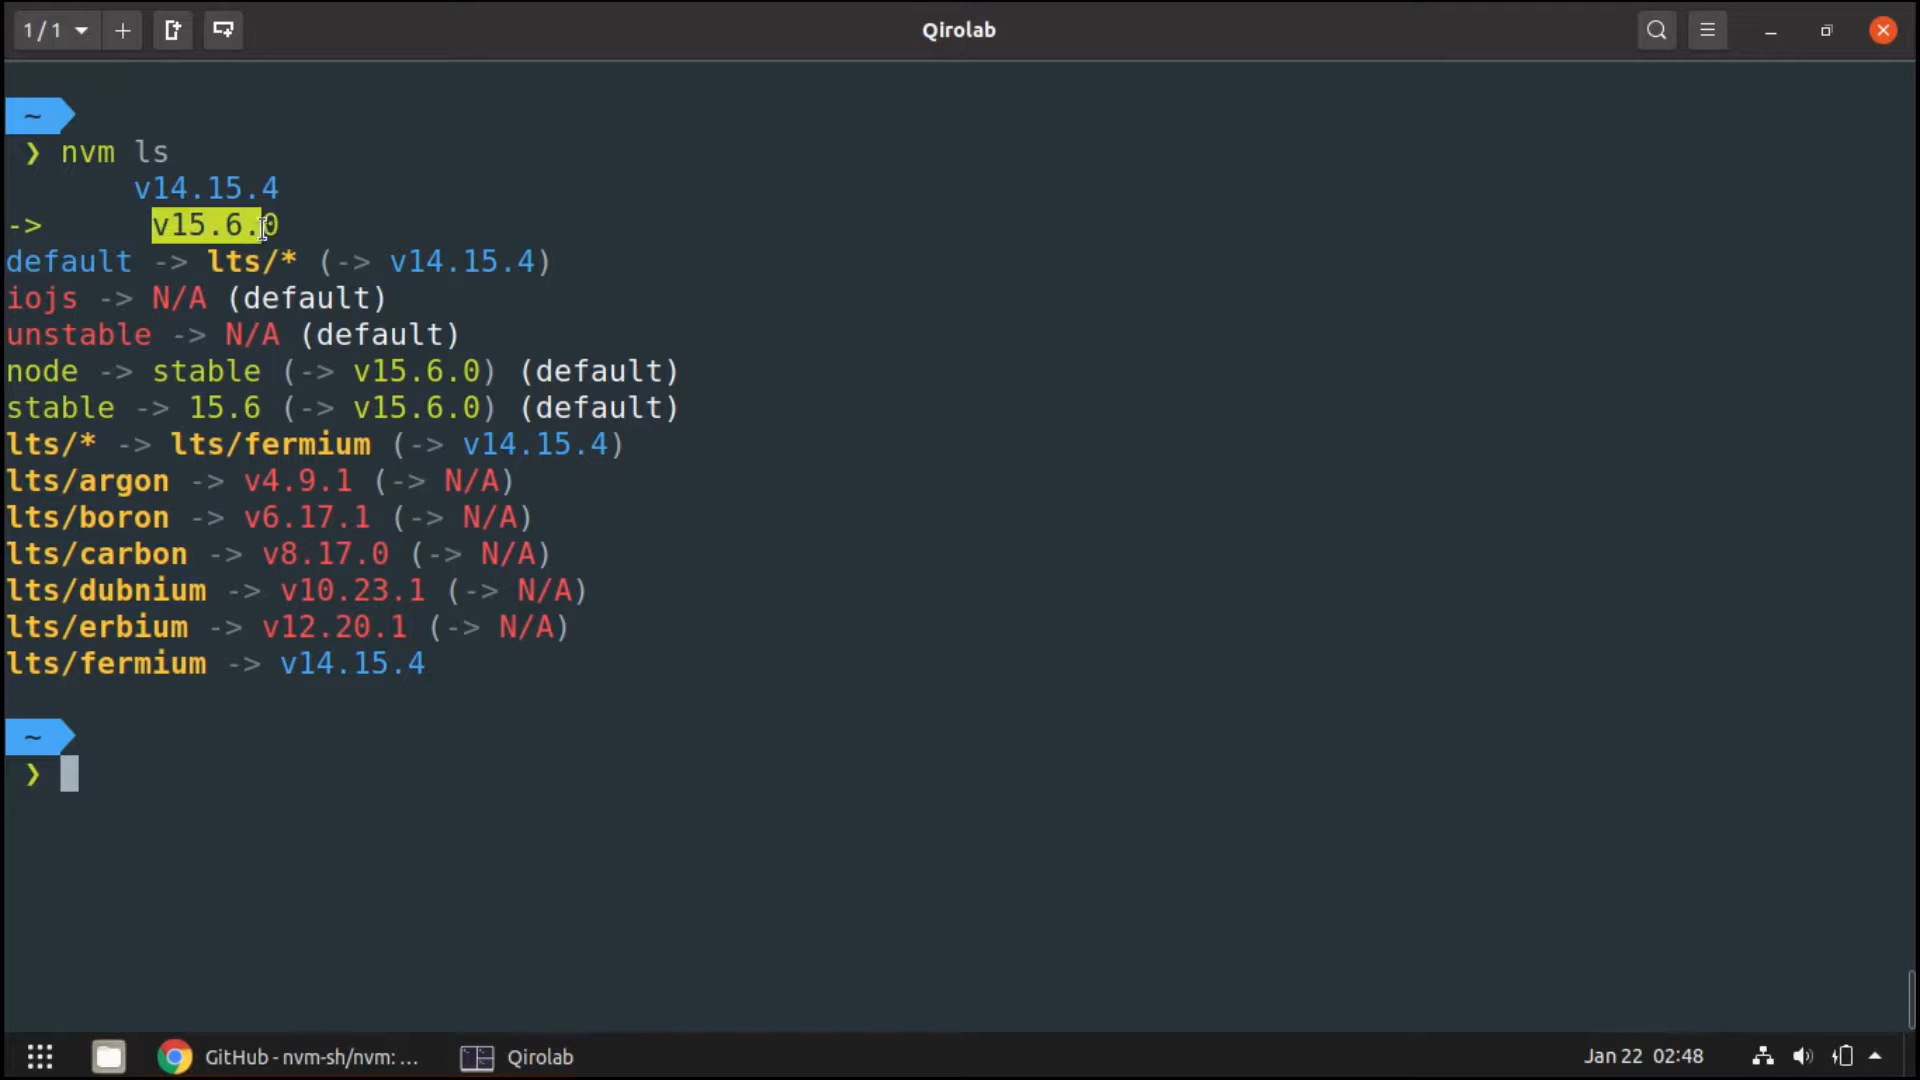 1 / 1
Qirolab
~
❯ nvm ls
v14.15.4
-> v15.6.0
default -> lts/* (-> v14.15.4)
iojs -> N/A (default)
unstable -> N/A (default)
node -> stable (-> v15.6.0) (default)
stable -> 15.6 (-> v15.6.0) (default)
lts/* -> lts/fermium (-> v14.15.4)
lts/argon -> v4.9.1 (-> N/A)
lts/boron -> v6.17.1 (-> N/A)
lts/carbon -> v8.17.0 (-> N/A)
lts/dubnium -> v10.23.1 (-> N/A)
lts/erbium -> v12.20.1 (-> N/A)
lts/fermium -> v14.15.4
~
❯
GitHub - nvm-sh/nvm: ...
Qirolab
Jan 22 02:48